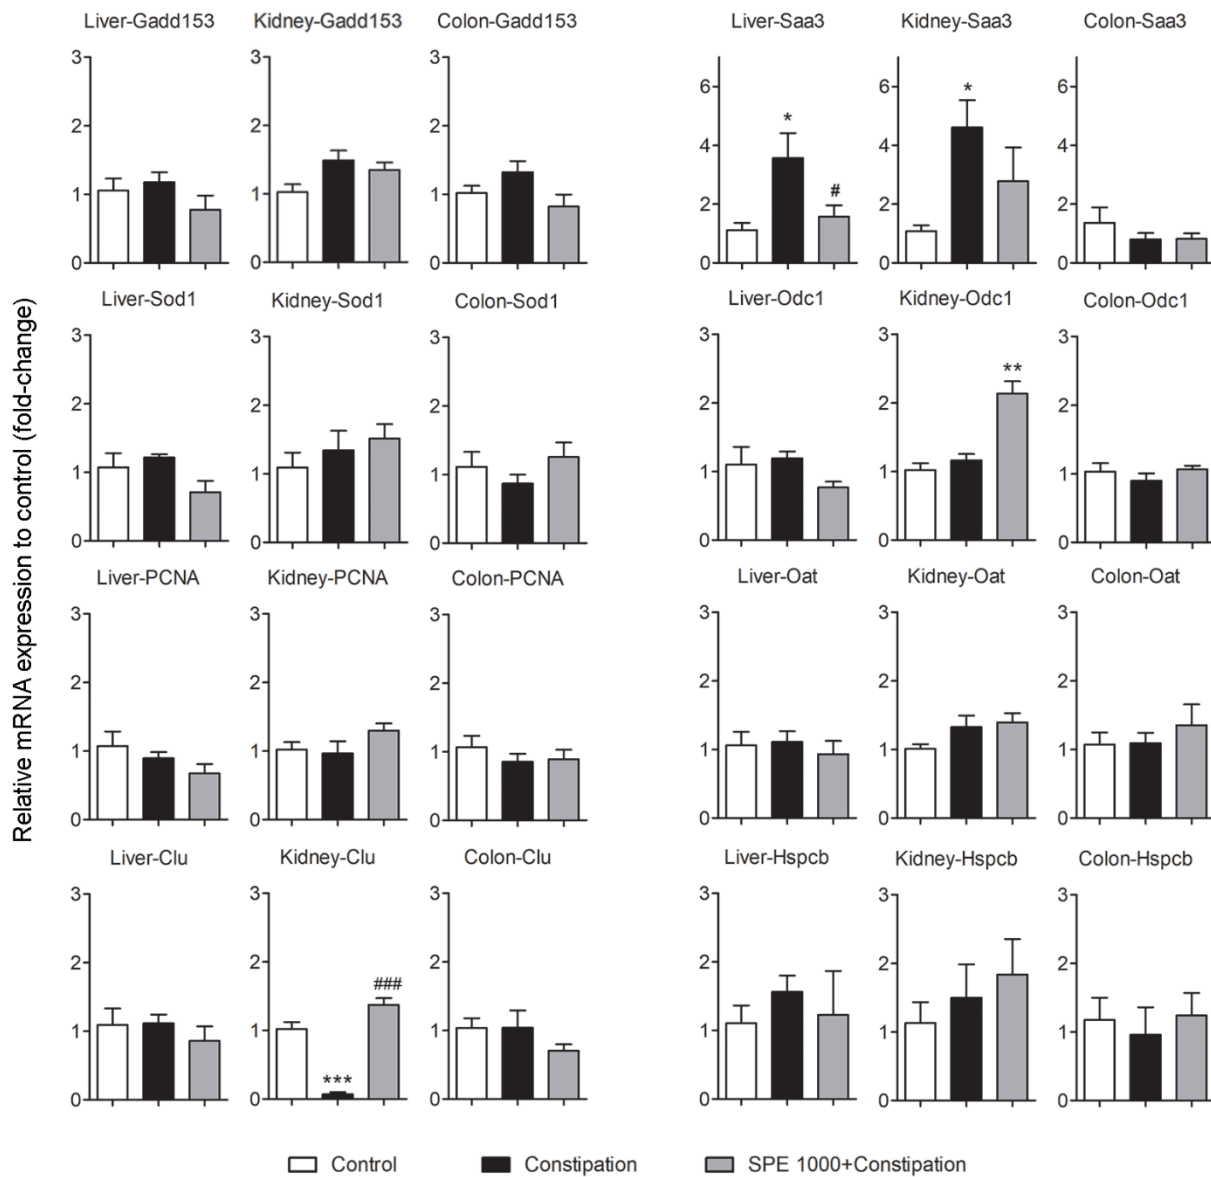 Liver-Gadd153 Kidney-Gadd153 Colon-Gadd153 Liver-Saa3 Kidney-Saa3 Colon-Saa3
3 3 3 6 6 6
2 2 2 4 4 4
* *
1 1 1 2 # 2 2
0 0 0 0 0 0
Relative mRNA expression to control (fold-change)
Liver-Sod1 Kidney-Sod1 Colon-Sod1 Liver-Odc1 Kidney-Odc1 Colon-Odc1
3 3 3 3 3 3
**
2 2 2 2 2 2
1 1 1 1 1 1
0 0 0 0 0 0
Liver-PCNA Kidney-PCNA Colon-PCNA Liver-Oat Kidney-Oat Colon-Oat
3 3 3 3 3 3
2 2 2 2 2 2
1 1 1 1 1 1
0 0 0 0 0 0
Liver-Clu Kidney-Clu Colon-Clu Liver-Hspcb Kidney-Hspcb Colon-Hspcb
3 3 3 3 3 3
2 2 2 2 2 2
###
1 1 1 1 1 1
***
0 0 0 0 0 0
Control Constipation SPE 1000+Constipation